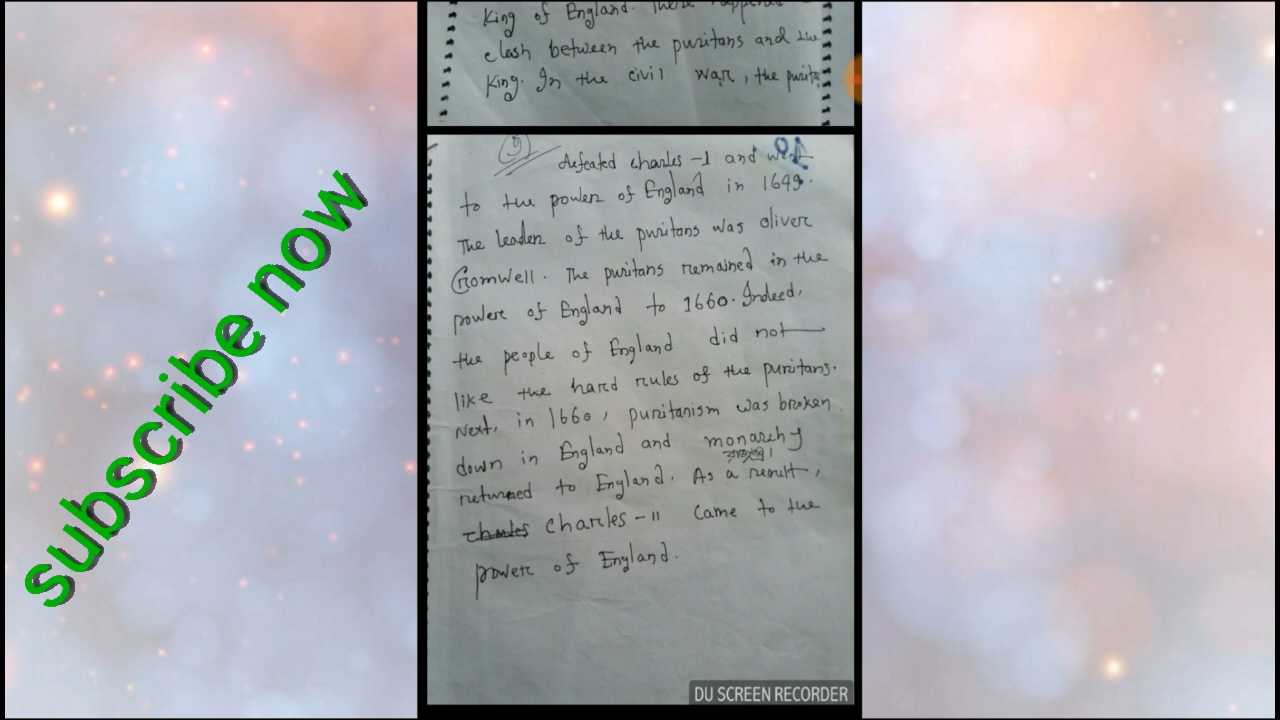 King of England. There happened
clash between the puritans and the
King. In the civil war, the purita
9
defeated charles -I and went
to the power of England in 1649.
The leader of the puritans was oliver
Cromwell. The puritans remained in the
power of England to 1660. Indeed,
the people of England did not
like the hard rules of the puritans.
Next, in 1660, puritanism was broken
down in England and monarchy
returned to England. As a result,
charles charles-II came to the
power of England.
subscribe now
DU SCREEN RECORDER